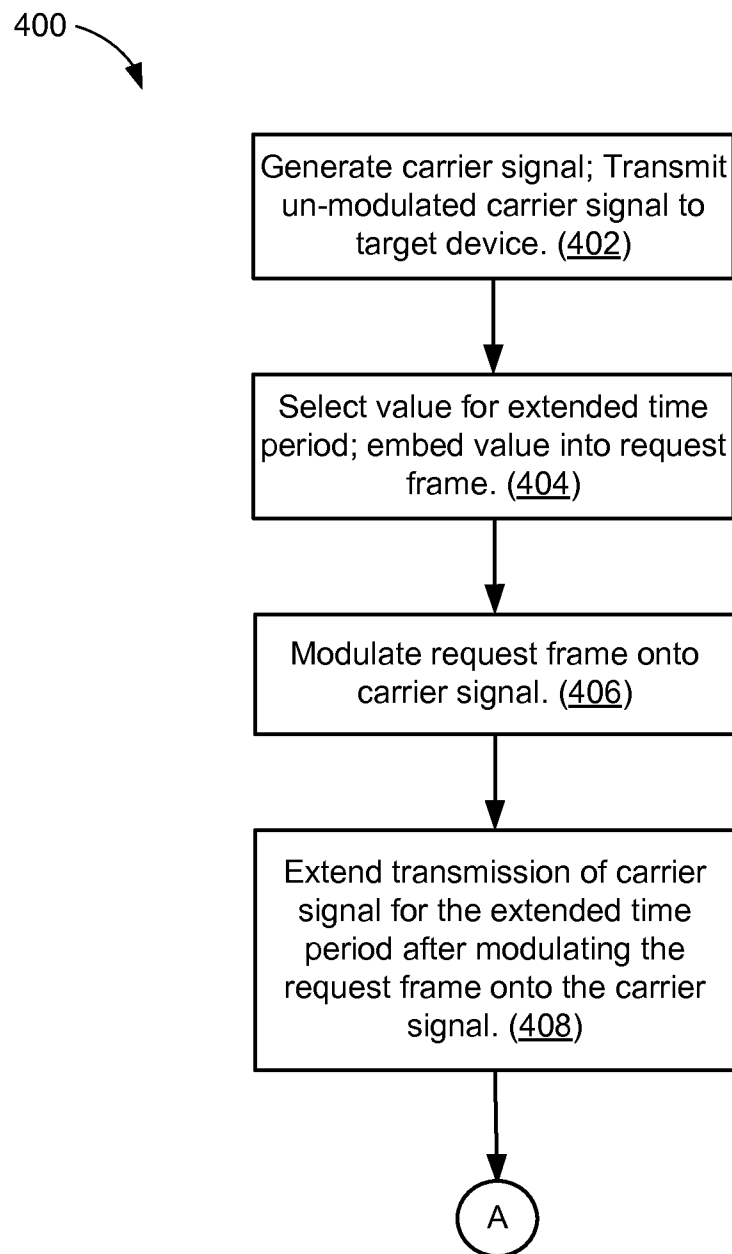 400
Generate carrier signal; Transmit
un-modulated carrier signal to
target device. (402)
Select value for extended time
period; embed value into request
frame. (404)
Modulate request frame onto
carrier signal. (406)
Extend transmission of carrier
signal for the extended time
period after modulating the
request frame onto the carrier
signal. (408)
A